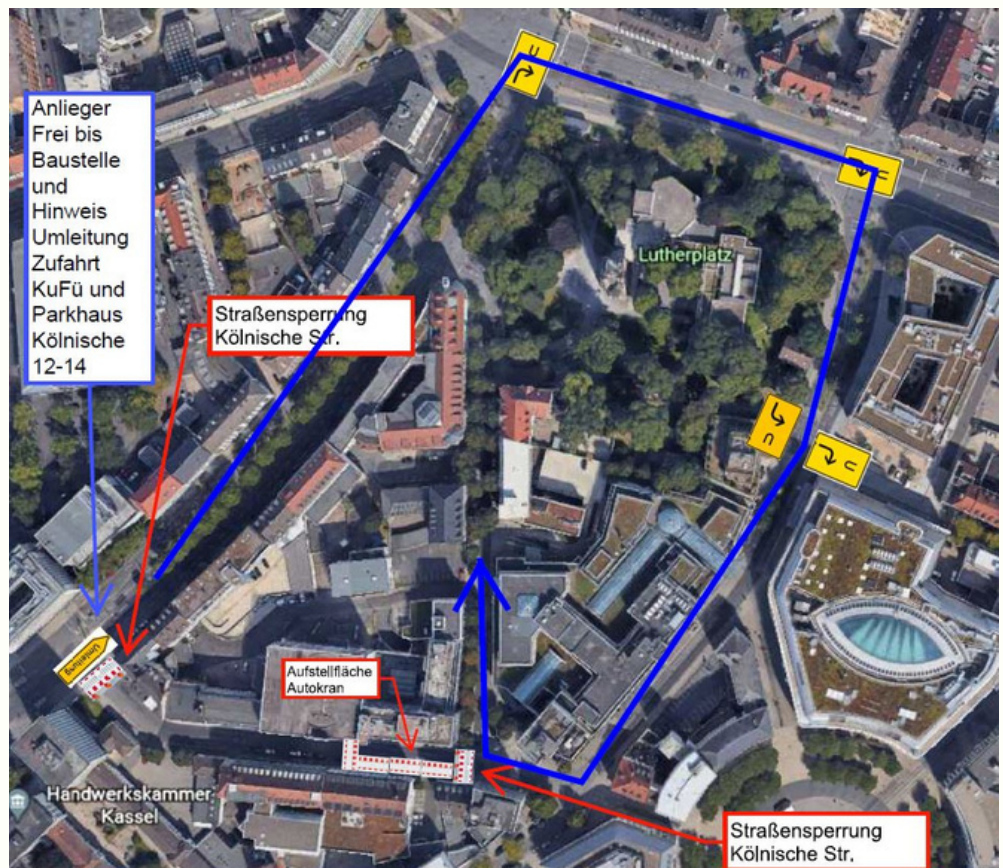 Anlieger
Frei bis
Baustelle
und
Hinweis
Umleitung
Zufahrt
KuFü und
Parkhaus
Kölnische
12-14
Straßensperrung
Kölnische Str.
U
Lutherplatz
U
U
U
Umleitung
Aufstellfläche
Autokran
Handwerkskammer
Kassel
Straßensperrung
Kölnische Str.